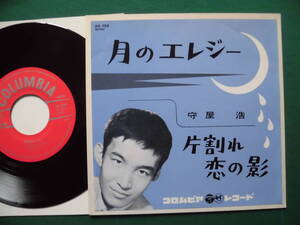 COLUMBIA
月のエレジー
守屋 浩
片割れ
恋の影
コロムビア レコード